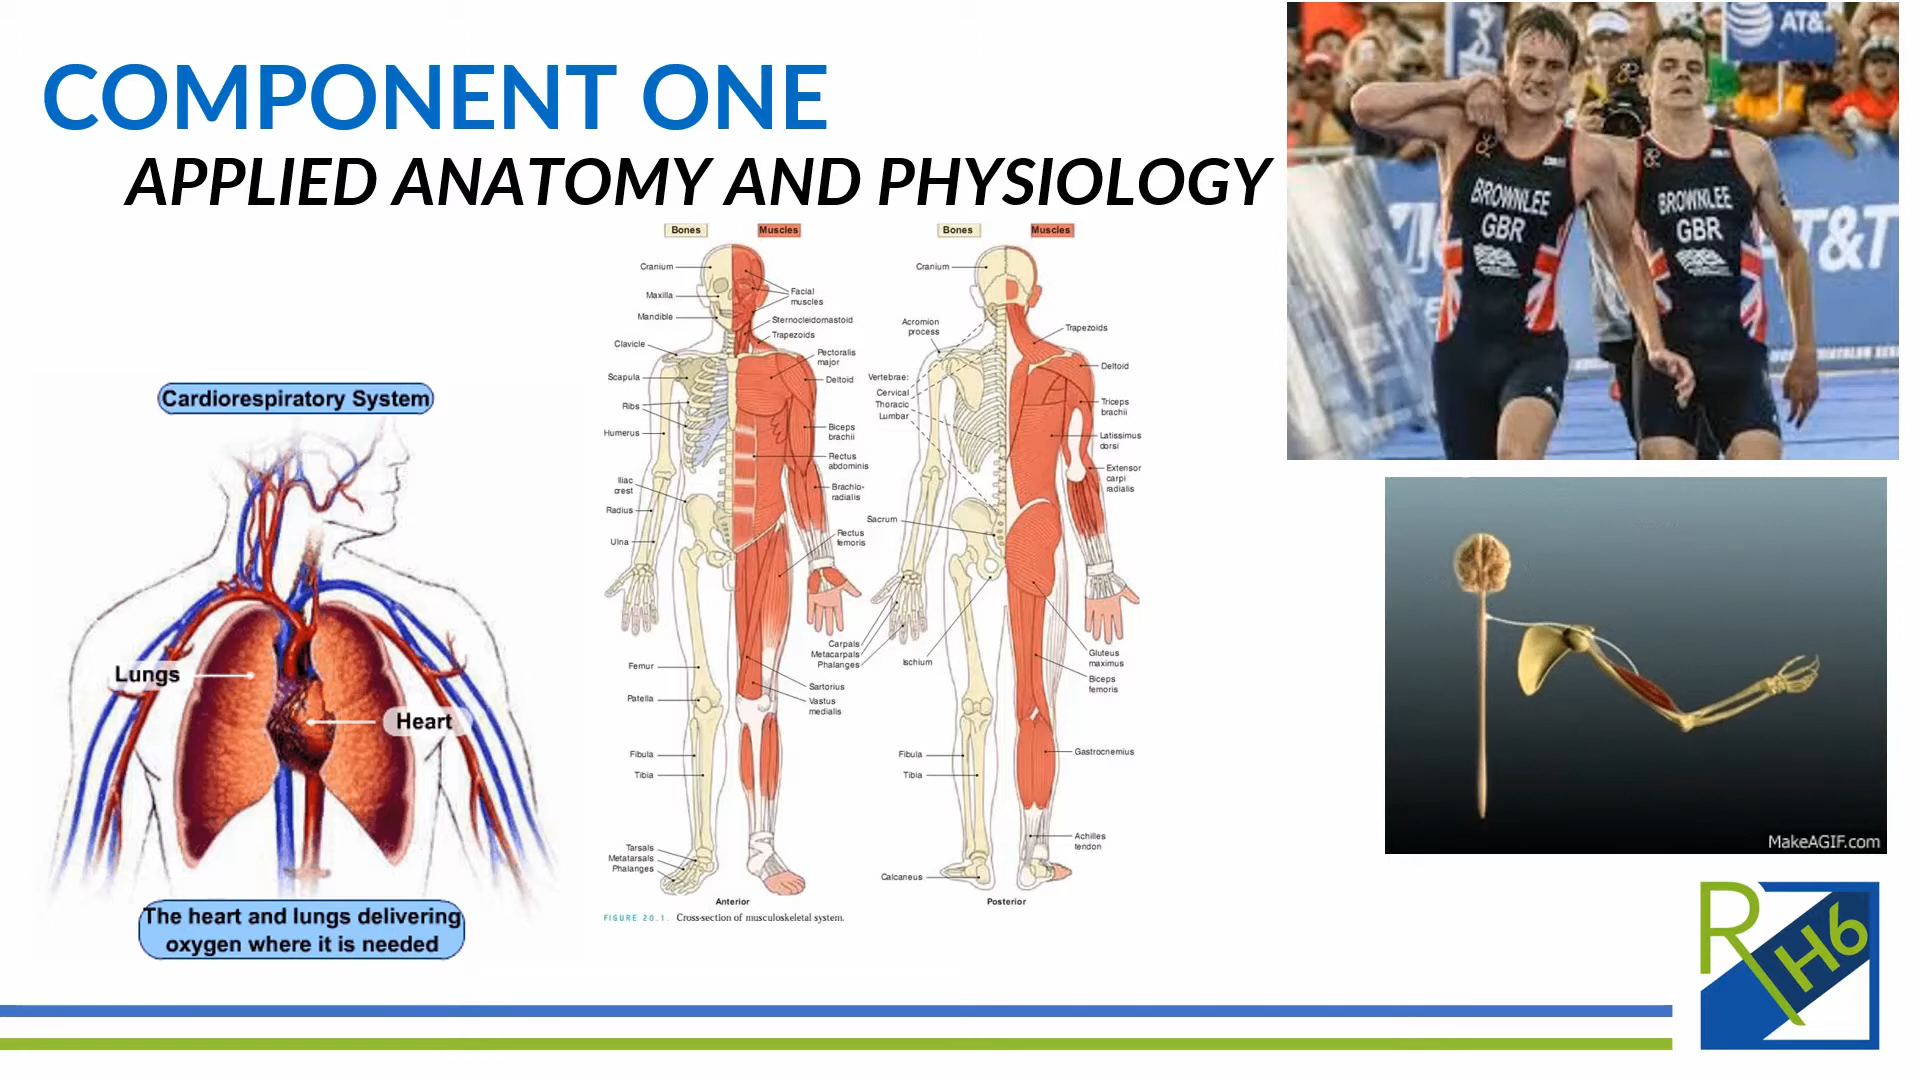 COMPONENT ONE
APPLIED ANATOMY AND PHYSIOLOGY
Cardiorespiratory System
Lungs
Heart
The heart and lungs delivering
oxygen where it is needed
Bones
Muscles
Cranium
Maxilla
Mandible
Clavicle
Scapula
Ribs
Humerus
Iliac
crest
Radius
Ulna
Femur
Patella
Fibula
Tibia
Tarsals
Metatarsals
Phalanges
Facial
muscles
Sternocleidomastoid
Trapezoids
Pectoralis
major
Deltoid
Biceps
brachii
Rectus
abdominis
Brachio-
radialis
Rectus
femoris
Sartorius
Vastus
medialis
Anterior
Bones
Muscles
Cranium
Acromion
process
Vertebrae:
Cervical
Thoracic
Lumbar
Sacrum
Carpals
Metacarpals
Phalanges
Ischium
Fibula
Tibia
Calcaneus
Trapezoids
Deltoid
Triceps
brachii
Latissimus
dorsi
Extensor
carpi
radialis
Gluteus
maximus
Biceps
femoris
Gastrocnemius
Achilles
tendon
Posterior
FIGURE 20.1. Cross-section of musculoskeletal system.
AT&T
BROWNLEE
GBR
BROWNLEE
GBR
T&T
MakeAGIF.com
RH6